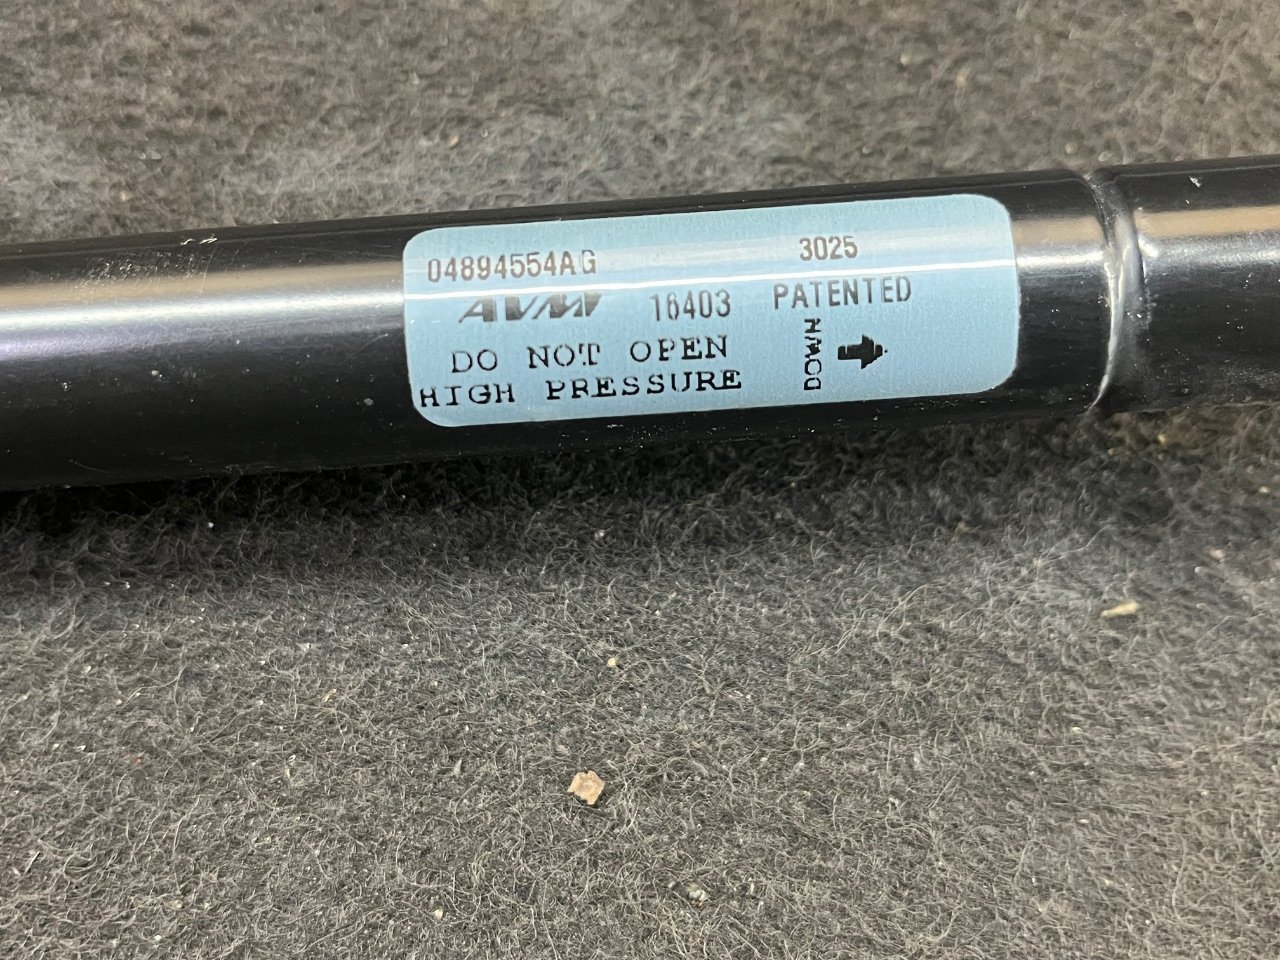 04894554AG 3025
AVM 16403 PATENTED
DO NOT OPEN
HIGH PRESSURE
DOWN